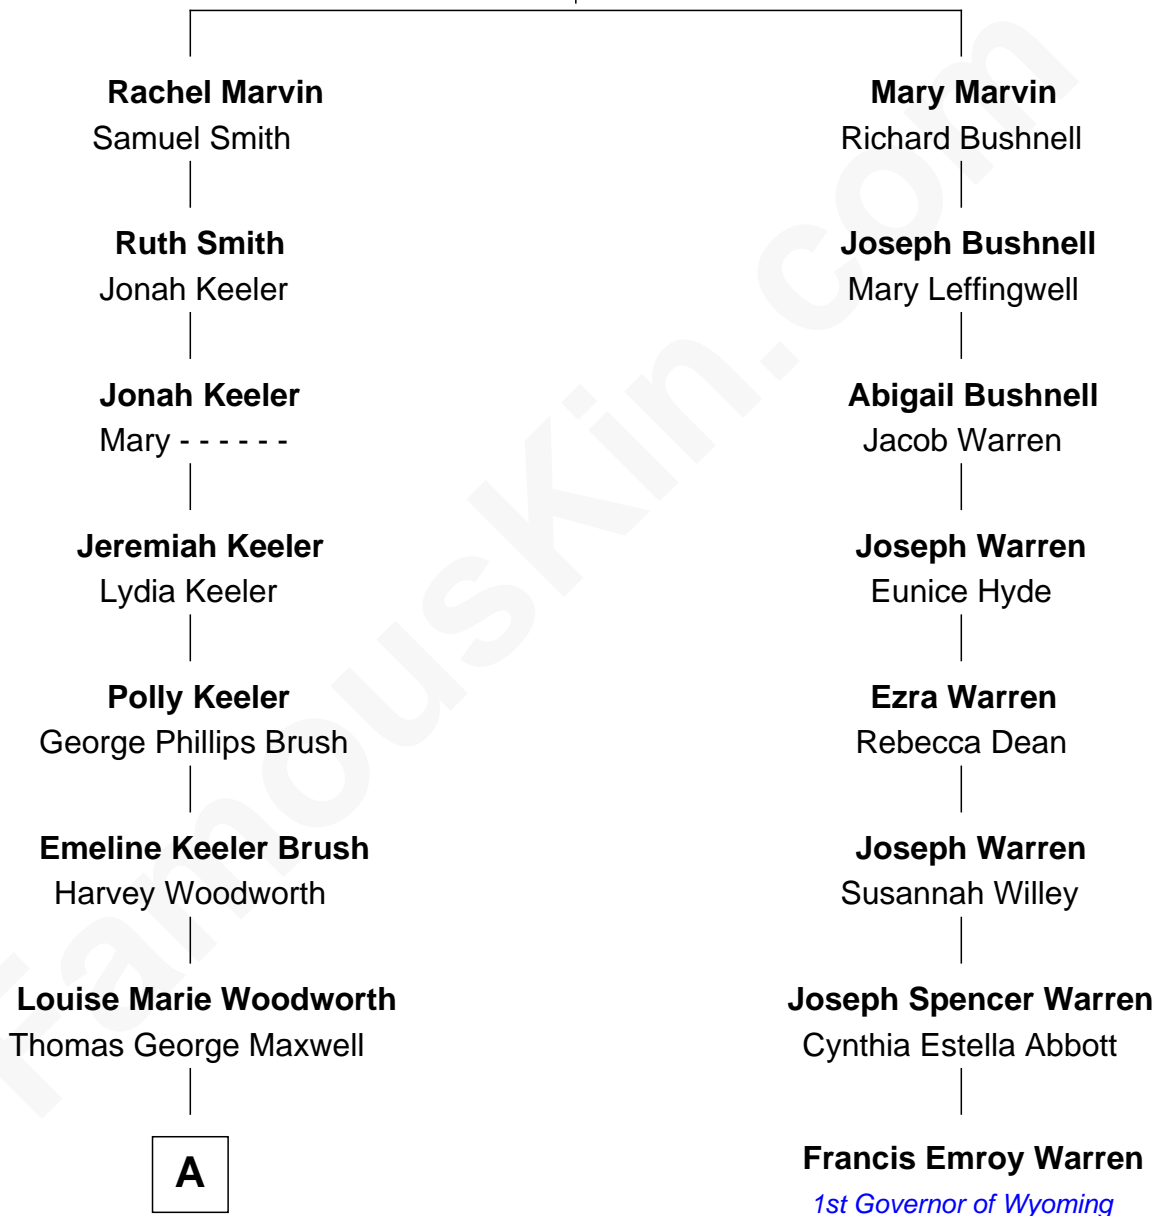 Rachel Marvin
Samuel Smith
Ruth Smith
Jonah Keeler
Jonah Keeler
Mary - - - - - -
Jeremiah Keeler
Lydia Keeler
Polly Keeler
George Phillips Brush
Emeline Keeler Brush
Harvey Woodworth
Louise Marie Woodworth
Thomas George Maxwell
A
Mary Marvin
Richard Bushnell
Joseph Bushnell
Mary Leffingwell
Abigail Bushnell
Jacob Warren
Joseph Warren
Eunice Hyde
Ezra Warren
Rebecca Dean
Joseph Warren
Susannah Willey
Joseph Spencer Warren
Cynthia Estella Abbott
Francis Emroy Warren
1st Governor of Wyoming
FamousKin.com